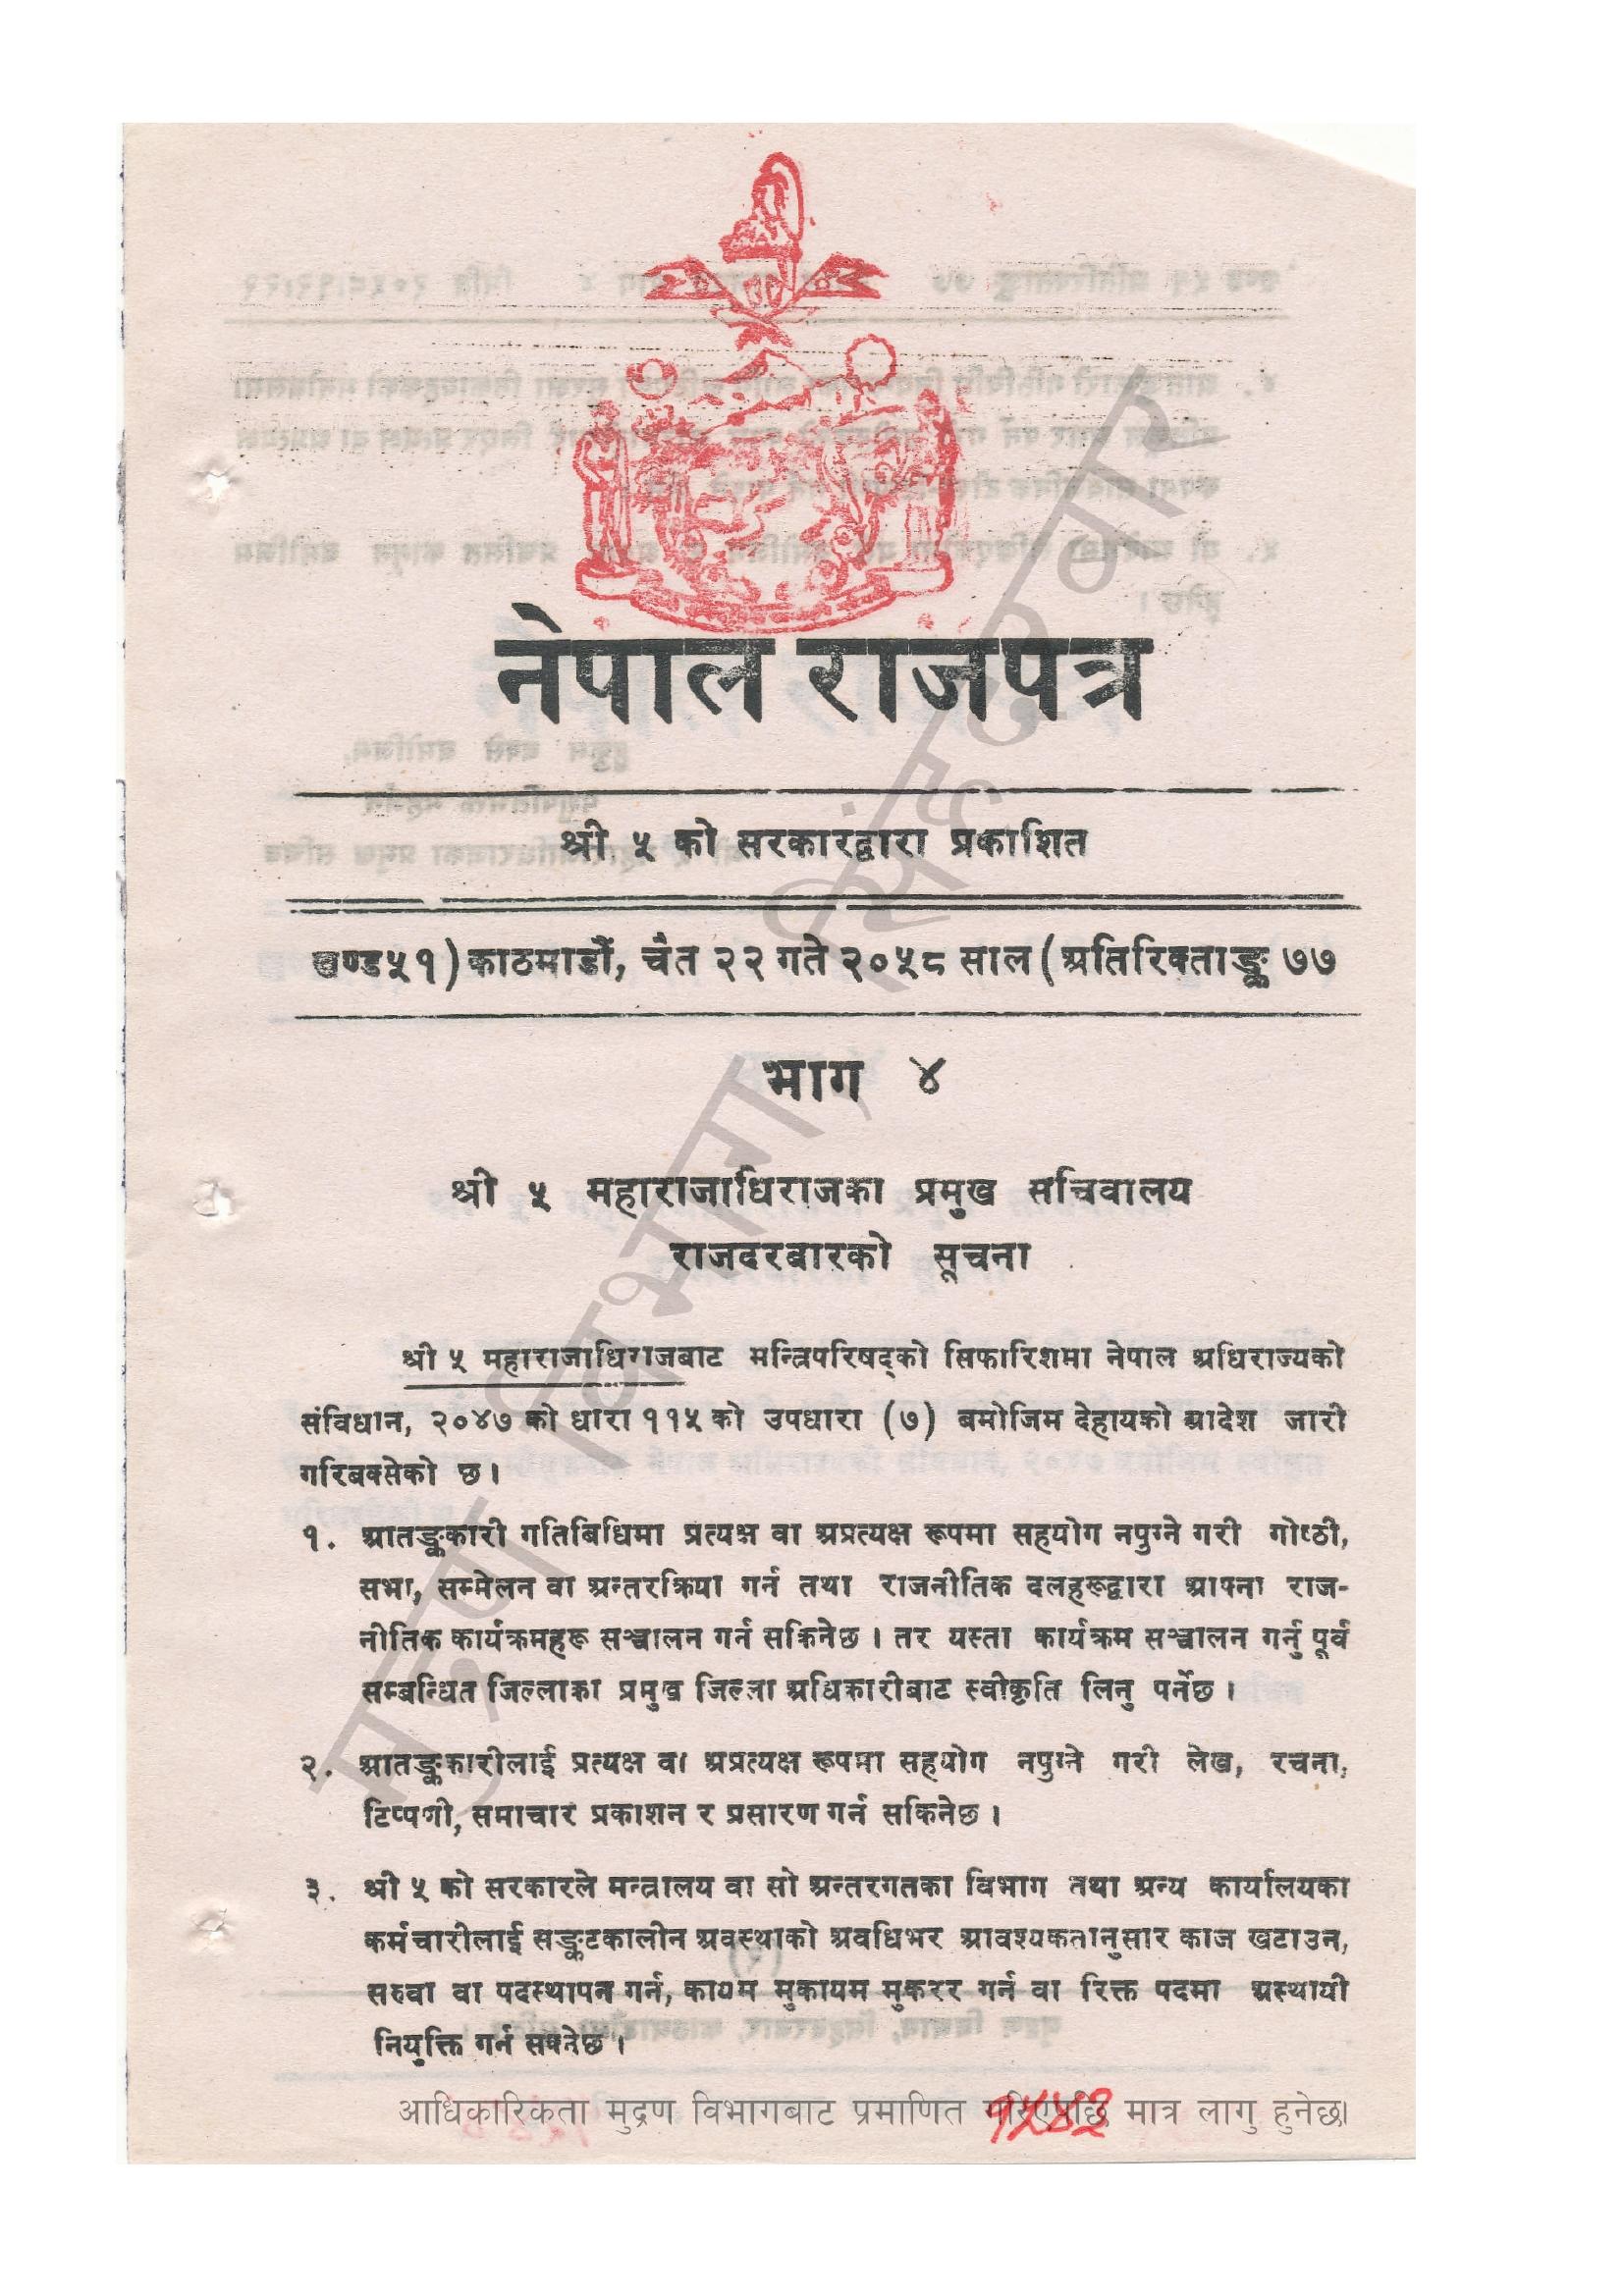 नेपाल राजपत्र
श्री ५ को सरकारद्वारा प्रकाशित
खण्ड५१) काठमाडौं, चैत २२ गते २०५८ साल (अतिरिक्ताङ्क ७७
भाग ४
श्री ५ महाराजाधिराजका प्रमुख सचिवालय
राजदरबारको सूचना
श्री ५ महाराजाधिराजबाट मन्त्रिपरिषद्को सिफारिशमा नेपाल अधिराज्यको
संविधान, २०४७ को धारा ११५ को उपधारा (७) बमोजिम देहायको आदेश जारी
गरिबक्सेको छ।
१. आतङ्ककारी गतिबिधिमा प्रत्यक्ष वा अप्रत्यक्ष रूपमा सहयोग नपुग्ने गरी गोष्ठी,
सभा, सम्मेलन वा अन्तरक्रिया गर्न तथा राजनीतिक दलहरूद्वारा आफ्ना राज-
नीतिक कार्यक्रमहरू सञ्चालन गर्न सकिनेछ। तर यस्ता कार्यक्रम सञ्चालन गर्नु पूर्व
सम्बन्धित जिल्लाका प्रमुख जिल्ला अधिकारीबाट स्वीकृति लिनु पर्नेछ।
२. आतङ्ककारीलाई प्रत्यक्ष वा अप्रत्यक्ष रूपमा सहयोग नपुग्ने गरी लेख, रचना,
टिप्पणी, समाचार प्रकाशन र प्रसारण गर्न सकिनेछ।
३. श्री ५ को सरकारले मन्त्रालय वा सो अन्तरगतका विभाग तथा अन्य कार्यालयका
कर्मचारीलाई सङ्कटकालीन अवस्थाको अवधिभर आवश्यकतानुसार काज खटाउन,
सरुवा वा पदस्थापन गर्न, कायम मुकायम मुकरर गर्न वा रिक्त पदमा अस्थायी
नियुक्ति गर्न सक्नेछ।
आधिकारिकता मुद्रण विभागबाट प्रमाणित गरिएपछि मात्र लागु हुनेछ।
१५४३
मुद्रण विभाग, सिंहदरबार